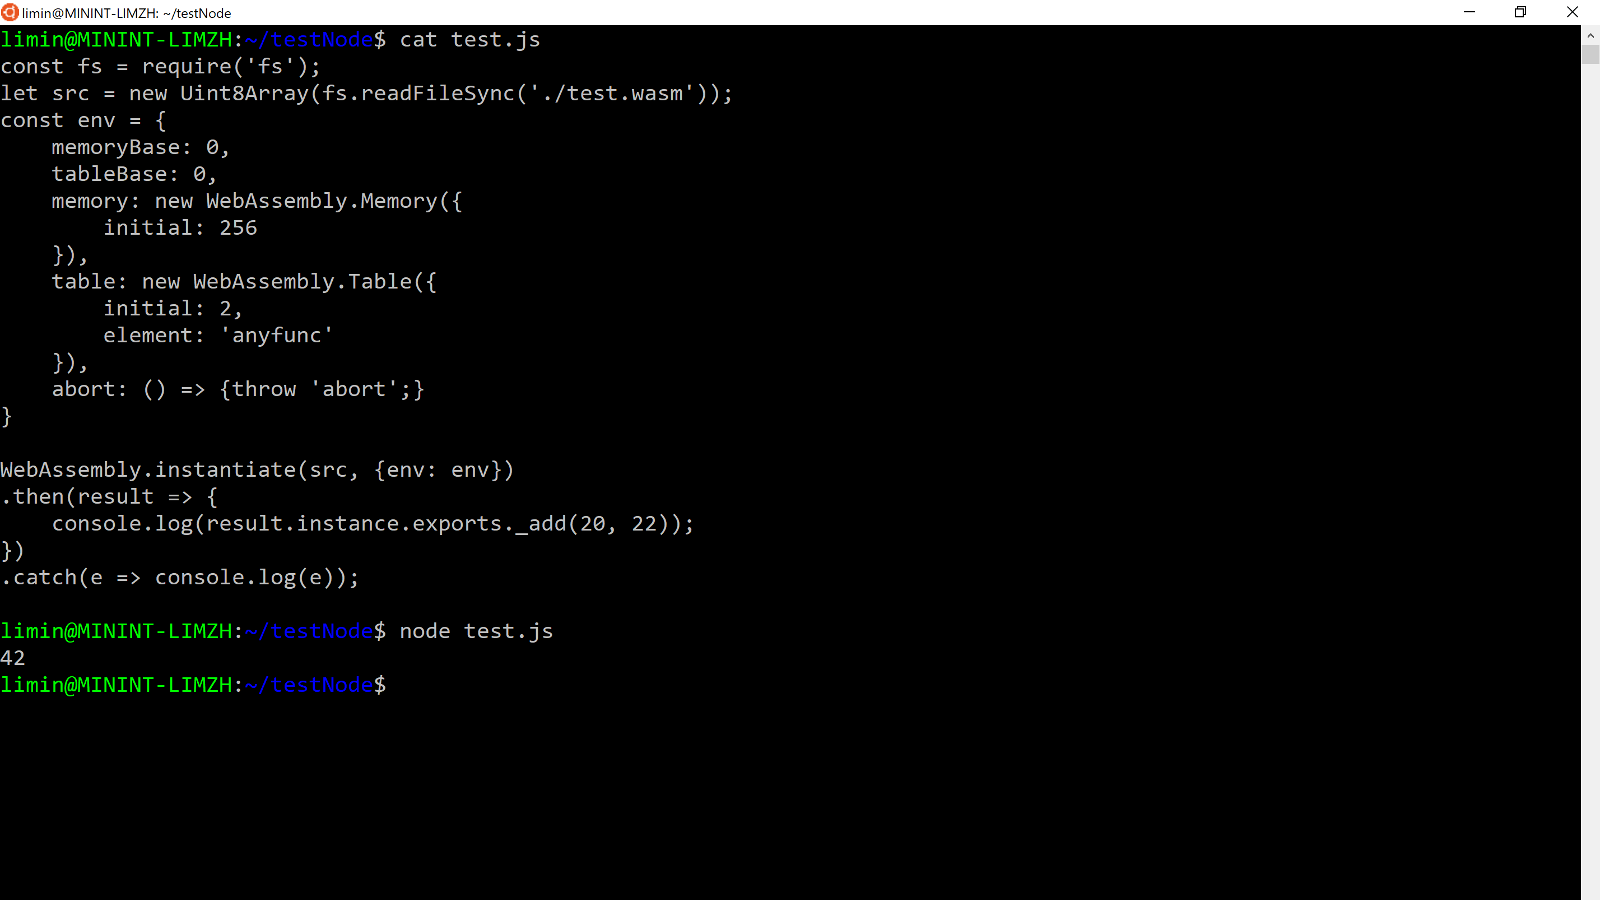 limin@MININT-LIMZH: ~/testNode
limin@MININT-LIMZH:~/testNode$ cat test.js
const fs = require('fs');
let src = new Uint8Array(fs.readFileSync('./test.wasm'));
const env = {
    memoryBase: 0,
    tableBase: 0,
    memory: new WebAssembly.Memory({
        initial: 256
    }),
    table: new WebAssembly.Table({
        initial: 2,
        element: 'anyfunc'
    }),
    abort: () => {throw 'abort';}
}

WebAssembly.instantiate(src, {env: env})
.then(result => {
    console.log(result.instance.exports._add(20, 22));
})
.catch(e => console.log(e));

limin@MININT-LIMZH:~/testNode$ node test.js
42
limin@MININT-LIMZH:~/testNode$